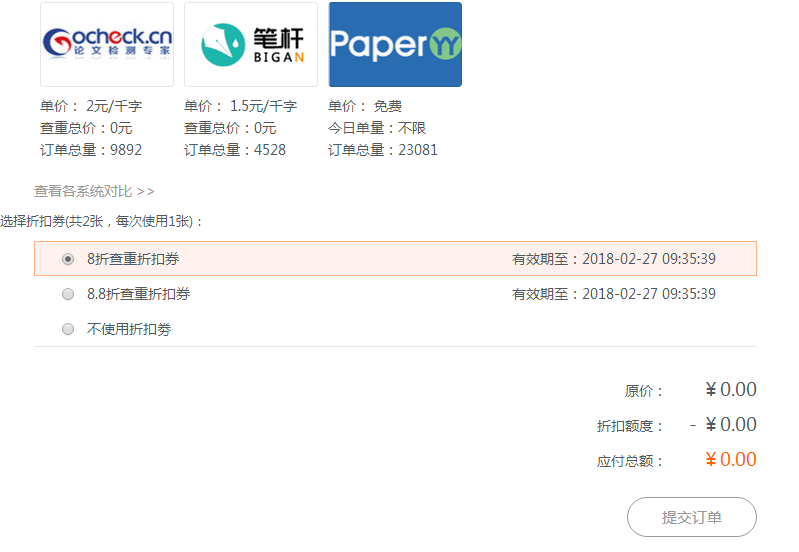 Gocheck.cn
论文检测专家
笔杆
BIGAN
Paperyy
单价： 2元/千字
单价： 1.5元/千字
单价： 免费
查重总价：0元
查重总价：0元
今日单量：不限
订单总量：9892
订单总量：4528
订单总量：23081
查看各系统对比 >>
选择折扣券(共2张，每次使用1张)：
8折查重折扣券
有效期至：2018-02-27 09:35:39
8.8折查重折扣券
有效期至：2018-02-27 09:35:39
不使用折扣劵
原价： ¥0.00
折扣额度： - ¥0.00
应付总额： ¥0.00
提交订单